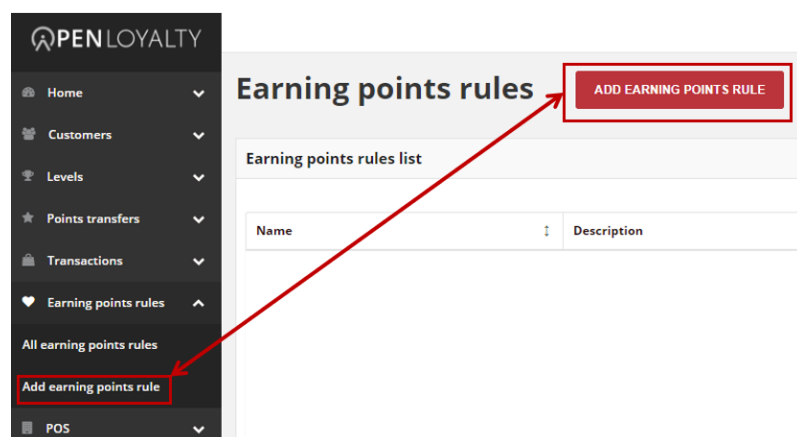 OPENLOYALTY
Home
Customers
Levels
Points transfers
Transactions
Earning points rules
All earning points rules
Add earning points rule
POS
Earning points rules
ADD EARNING POINTS RULE
Earning points rules list
Name
Description